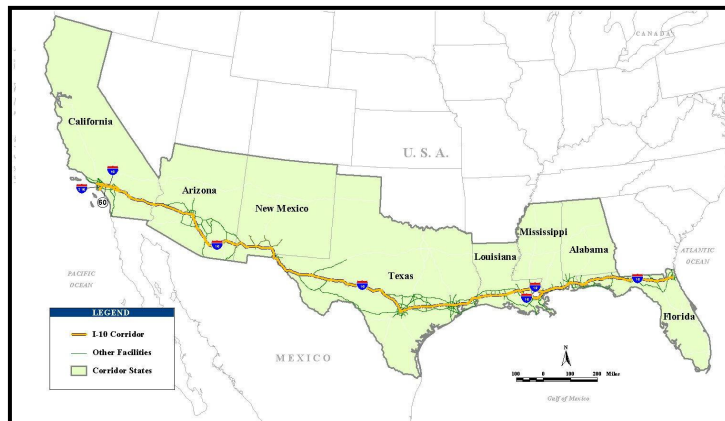 CANADA
California
U. S. A.
Arizona
New Mexico
60
Mississippi
Alabama
Louisiana
Texas
ATLANTIC
OCEAN
PACIFIC
OCEAN
Florida
LEGEND
I-10 Corridor
Other Facilities
Corridor States
MEXICO
N
100 0 100 200 Miles
Gulf of Mexico